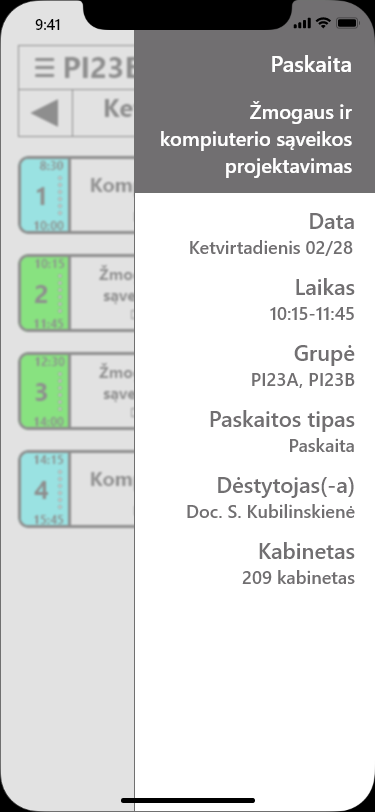 9:41
PI23B
Paskaita
Žmogaus ir
kompiuterio sąveikos
projektavimas
Data
Ketvirtadienis 02/28
Laikas
10:15-11:45
Grupė
PI23A, PI23B
Paskaitos tipas
Paskaita
Dėstytojas(-a)
Doc. S. Kubilinskienė
Kabinetas
209 kabinetas
Ke
8:30
1
10:00
Kom
10:15
2
11:45
Žmo
sąve
12:30
3
14:00
Žmo
sąve
14:15
4
15:45
Kom